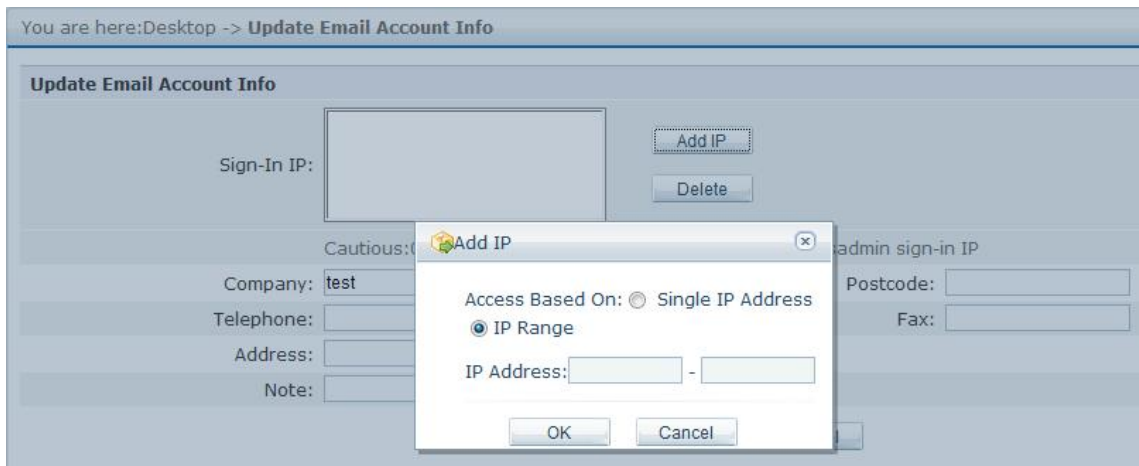 You are here:Desktop -> Update Email Account Info
Update Email Account Info
Sign-In IP:
Add IP
Delete
Cautious:
sign-in IP
Add IP
Access Based On: Single IP Address
IP Range
IP Address: -
OK Cancel
Company: test
Postcode:
Telephone:
Fax:
Address:
Note: